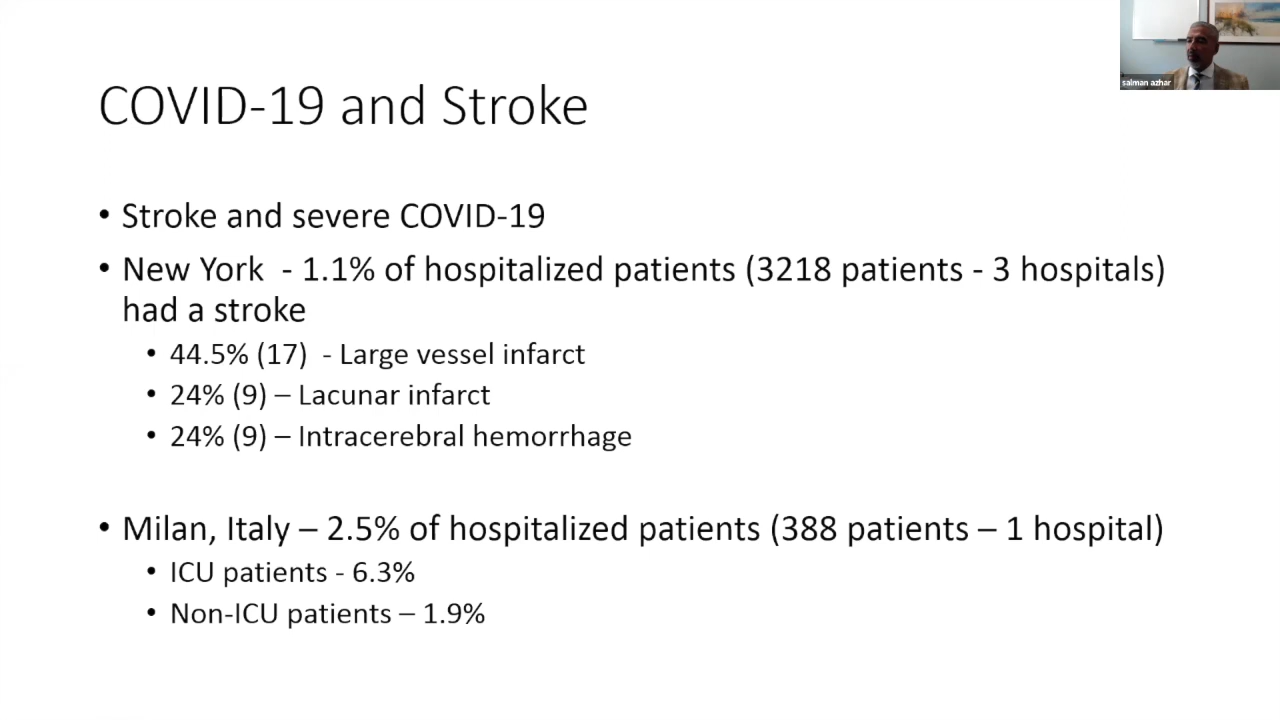 salman azhar
COVID-19 and Stroke
• Stroke and severe COVID-19
• New York - 1.1% of hospitalized patients (3218 patients - 3 hospitals)
had a stroke
• 44.5% (17) - Large vessel infarct
• 24% (9) – Lacunar infarct
• 24% (9) – Intracerebral hemorrhage
• Milan, Italy – 2.5% of hospitalized patients (388 patients – 1 hospital)
• ICU patients - 6.3%
• Non-ICU patients – 1.9%